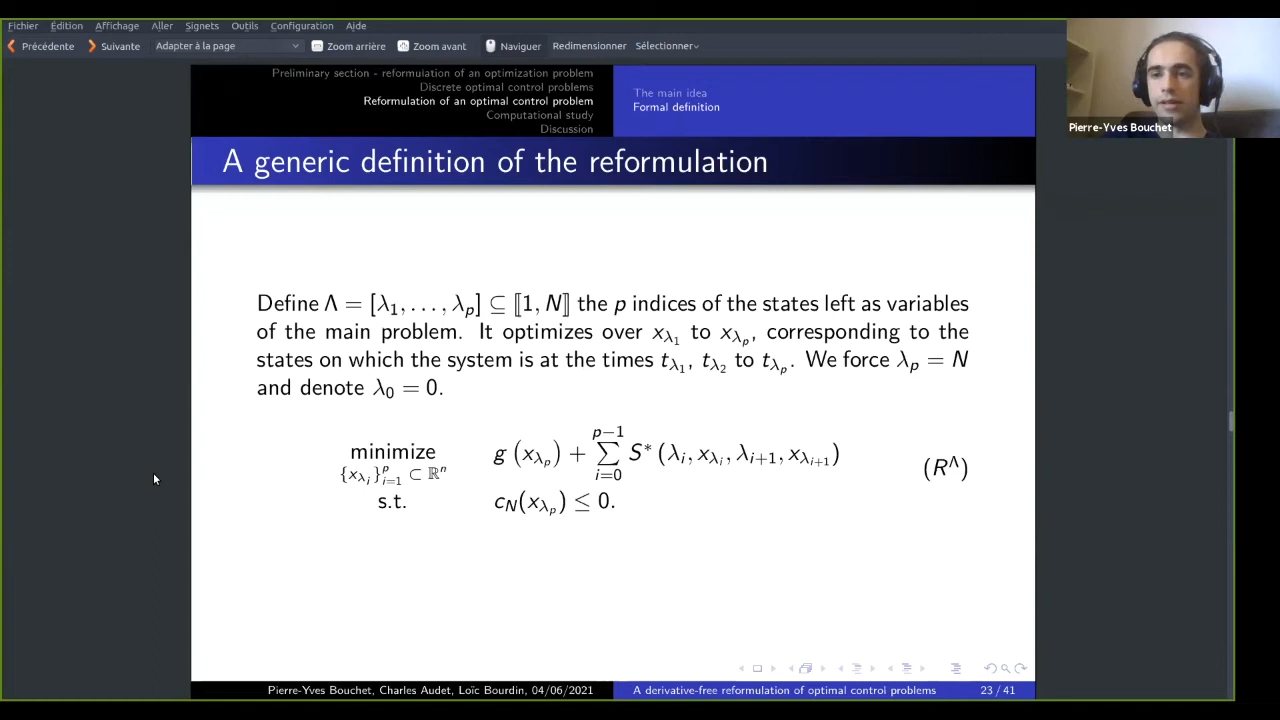 Fichier Édition Affichage Aller Signets Outils Configuration Aide
Précédente Suivante Adapter à la page Zoom arrière Zoom avant Naviguer Redimensionner Sélectionner
Preliminary section - reformulation of an optimization problem
Discrete optimal control problems
Reformulation of an optimal control problem
Computational study
Discussion
The main idea
Formal definition
Pierre-Yves Bouchet
A generic definition of the reformulation
Define Λ = [λ₁, . . . , λₚ] ⊆ ⟦1, N⟧ the p indices of the states left as variables
of the main problem. It optimizes over x_{λ₁} to x_{λₚ}, corresponding to the
states on which the system is at the times t_{λ₁}, t_{λ₂} to t_{λₚ}. We force λₚ = N
and denote λ₀ = 0.
minimize_{{x_{λᵢ}}ᵢ₌₁ᵖ ⊂ ℝⁿ} g(x_{λₚ}) + ∑_{i=0}^{p−1} S*(λᵢ, x_{λᵢ}, λᵢ₊₁, x_{λᵢ₊₁}) (R^Λ)
s.t. c_N(x_{λₚ}) ≤ 0.
Pierre-Yves Bouchet, Charles Audet, Loïc Bourdin, 04/06/2021 A derivative-free reformulation of optimal control problems 23 / 41